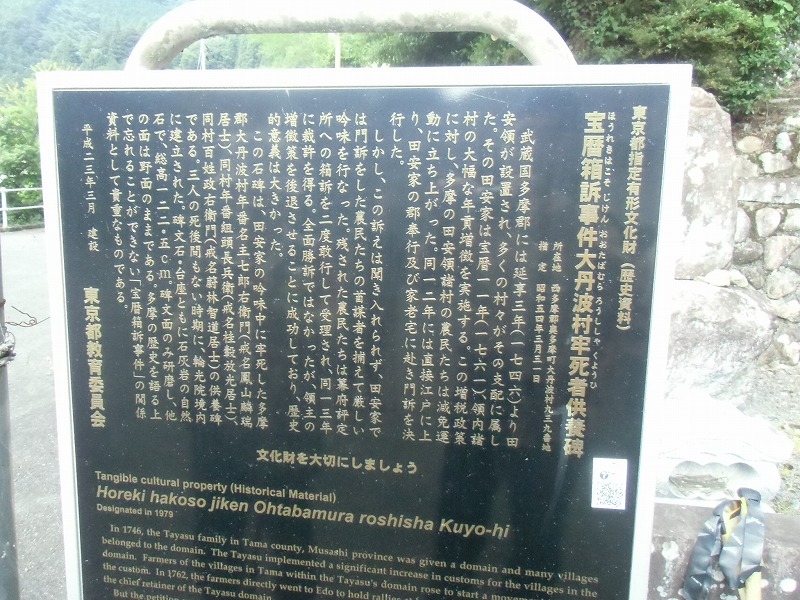 東京都指定有形文化財(歴史資料)
ほうれきはこそじけん おおたばむら ろうししゃ くようひ
宝暦箱訴事件大丹波村牢死者供養碑
所在地 西多摩郡奥多摩町大丹波村九三九番地
指定 昭和五四年三月三一日
武蔵国多摩郡には延享三年(一七四六)より田
安領が設置され、多くの村々がその支配に属し
た。その田安家は宝暦一一年(一七六一)領内諸
村の大幅な年貢増徴を実施する。この増税政策
に対し、多摩の田安領諸村の農民たちは減免運
動に立ち上がった。同一二年には直接江戸に上
り、田安家の郡奉行及び家老宅に赴き門訴を決
行した。
しかし、この訴えは聞き入れられず、田安家で
は門訴をした農民たちの首謀者を捕えて厳しい
吟味を行なった。残された農民たちは幕府評定
所への箱訴を二度敢行して受理され、同一三年
に裁許を得る。全面勝訴ではなかったが、領主の
増徴策を後退させることに成功しており、歴史
的意義は大きかった。
この石碑は、田安家の吟味中に牢死した多摩
郡大丹波村年番名主七郎右衛門(戒名鳳山麟瑞
居士)、同村年番組頭長兵衛(戒名桂毅放光居士)、
同村百姓政右衛門(戒名蔚林智道居士)の供養碑
である。三人の死後間もない時期に、輪光院境内
に建立された。碑文石・台座ともに石灰岩の自然
石で、総高一二二・五cm。碑文面のみ研磨し、他
の面は野面のままである。多摩の歴史を語る上
で忘れることができない「宝暦箱訴事件」の関係
資料として貴重なものである。
平成二三年三月 建設
東京都教育委員会
文化財を大切にしましょう
Tangible cultural property (Historical Material)
Horeki hakoso jiken Ohtabamura roshisha Kuyo-hi
Designated in 1979
In 1746, the Tayasu family in Tama county, Musashi province was given a domain and many villages
belonged to the domain. The Tayasu implemented a significant increase in customs for the villages in the
domain. Farmers of the villages in Tama within the Tayasu's domain rose to start a movement
the custom. In 1762, the farmers directly went to Edo to hold rallies at
the chief retainer of the Tayasu domain.
But the petition